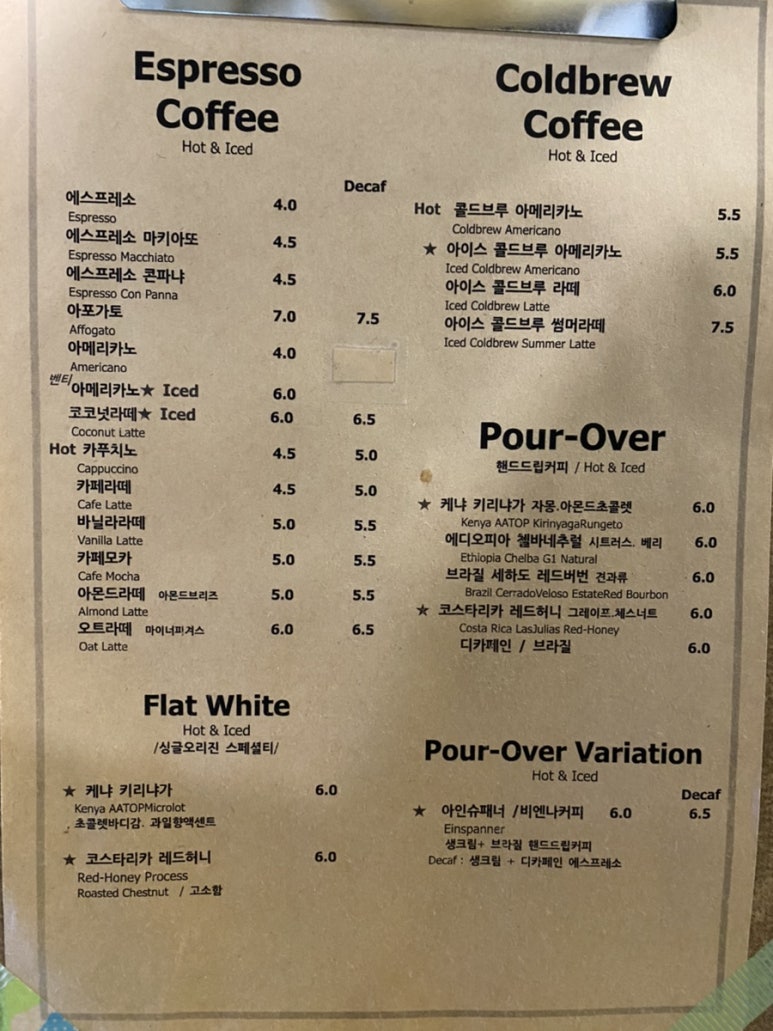 Espresso
Coffee
Hot & Iced
Decaf
에스프레소 4.0
Espresso
에스프레소 마키아또 4.5
Espresso Macchiato
에스프레소 콘파냐 4.5
Espresso Con Panna
아포가토 7.0 7.5
Affogato
아메리카노 4.0
Americano
벤티 아메리카노★ Iced 6.0
코코넛라떼★ Iced 6.0 6.5
Coconut Latte
Hot 카푸치노 4.5 5.0
Cappuccino
카페라떼 4.5 5.0
Cafe Latte
바닐라라떼 5.0 5.5
Vanilla Latte
카페모카 5.0 5.5
Cafe Mocha
아몬드라떼 아몬드브리즈 5.0 5.5
Almond Latte
오트라떼 마이너피겨스 6.0 6.5
Oat Latte
Flat White
Hot & Iced
/싱글오리진 스페셜티/
★ 케냐 키리냐가 6.0
Kenya AATOPMicrolot
초콜렛바디감. 과일향액센트
★ 코스타리카 레드허니 6.0
Red-Honey Process
Roasted Chestnut / 고소함
Coldbrew
Coffee
Hot & Iced
Hot 콜드브루 아메리카노 5.5
Coldbrew Americano
★ 아이스 콜드브루 아메리카노 5.5
Iced Coldbrew Americano
아이스 콜드브루 라떼 6.0
Iced Coldbrew Latte
아이스 콜드브루 썸머라떼 7.5
Iced Coldbrew Summer Latte
Pour-Over
핸드드립커피 / Hot & Iced
★ 케냐 키리냐가 자몽.아몬드초콜렛 6.0
Kenya AATOP KirinyagaRungeto
에디오피아 첼바네추럴 시트러스. 베리 6.0
Ethiopia Chelba G1 Natural
브라질 세하도 레드버번 견과류 6.0
Brazil CerradoVeloso EstateRed Bourbon
★ 코스타리카 레드허니 그레이프.체스너트 6.0
Costa Rica LasJulias Red-Honey
디카페인 / 브라질 6.0
Pour-Over Variation
Hot & Iced
Decaf
★ 아인슈패너 /비엔나커피 6.0 6.5
Einspanner
생크림+ 브라질 핸드드립커피
Decaf : 생크림 + 디카페인 에스프레소